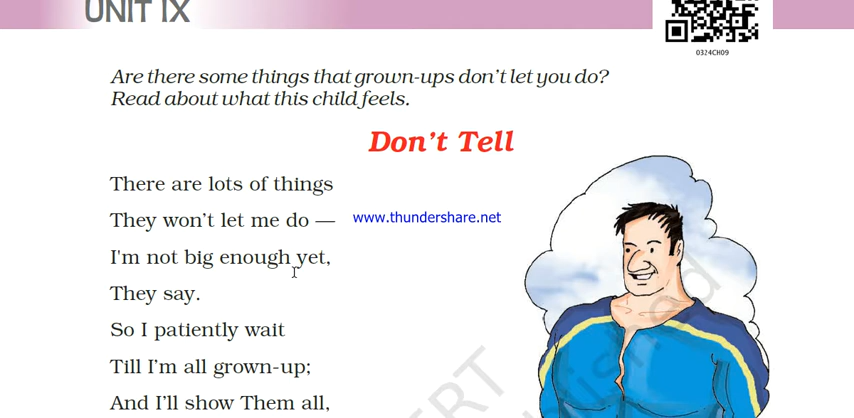 UNIT IX
0324CH09
Are there some things that grown-ups don't let you do?
Read about what this child feels.
Don't Tell
There are lots of things
They won't let me do —
www.thundershare.net
I'm not big enough yet,
They say.
So I patiently wait
Till I'm all grown-up;
And I'll show Them all,